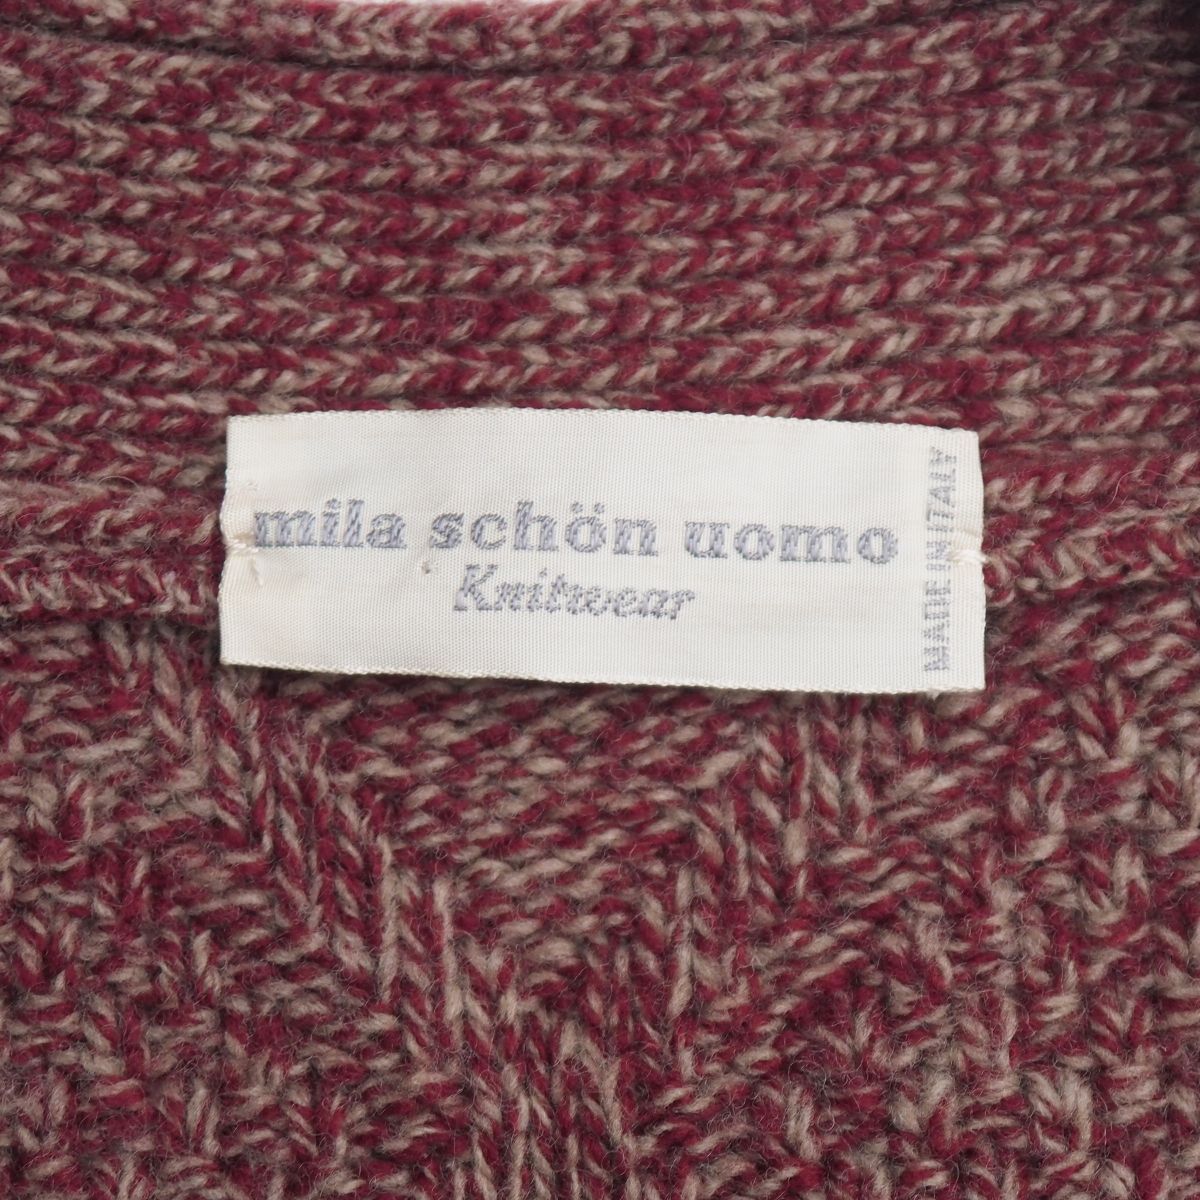 mila schön uomo
Knitwear
MADE IN ITALY